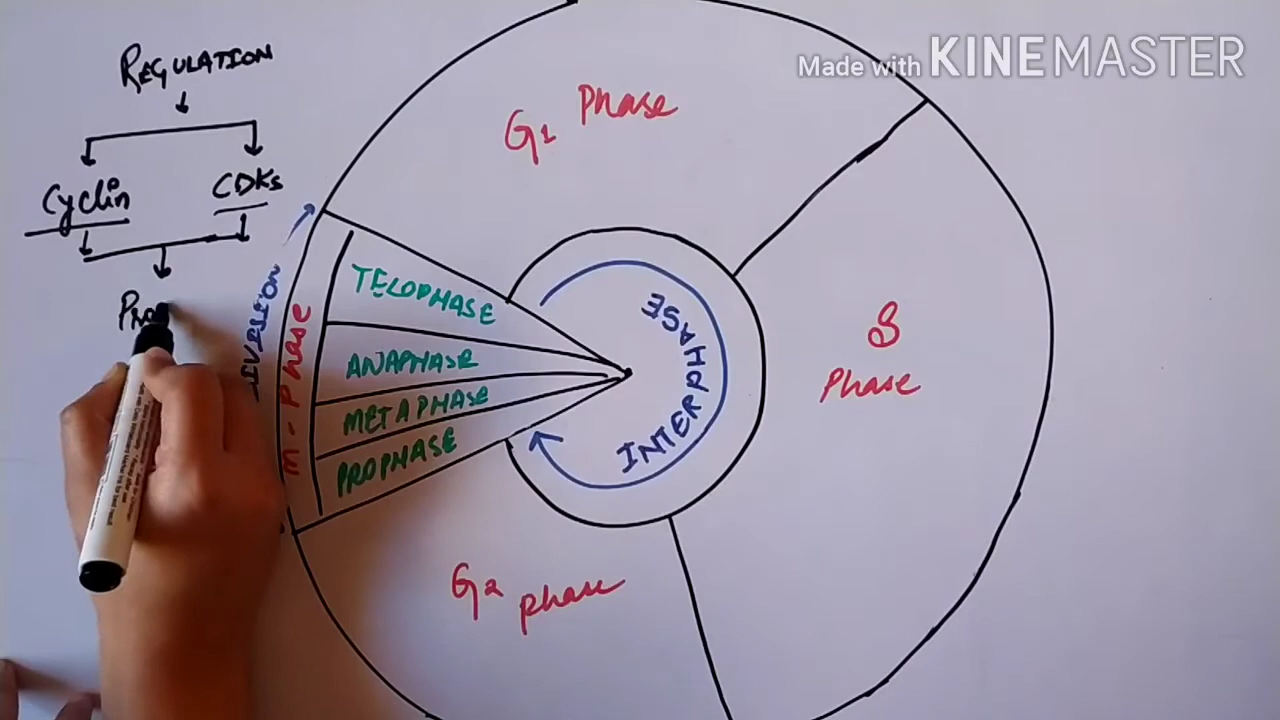 Made with KINEMASTER
REGULATION
Cyclin
CDKs
G1 Phase
TELOPHASE
ANAPHASE
METAPHASE
PROPHASE
M-Phase
INTERPHASE
S
Phase
G2 phase